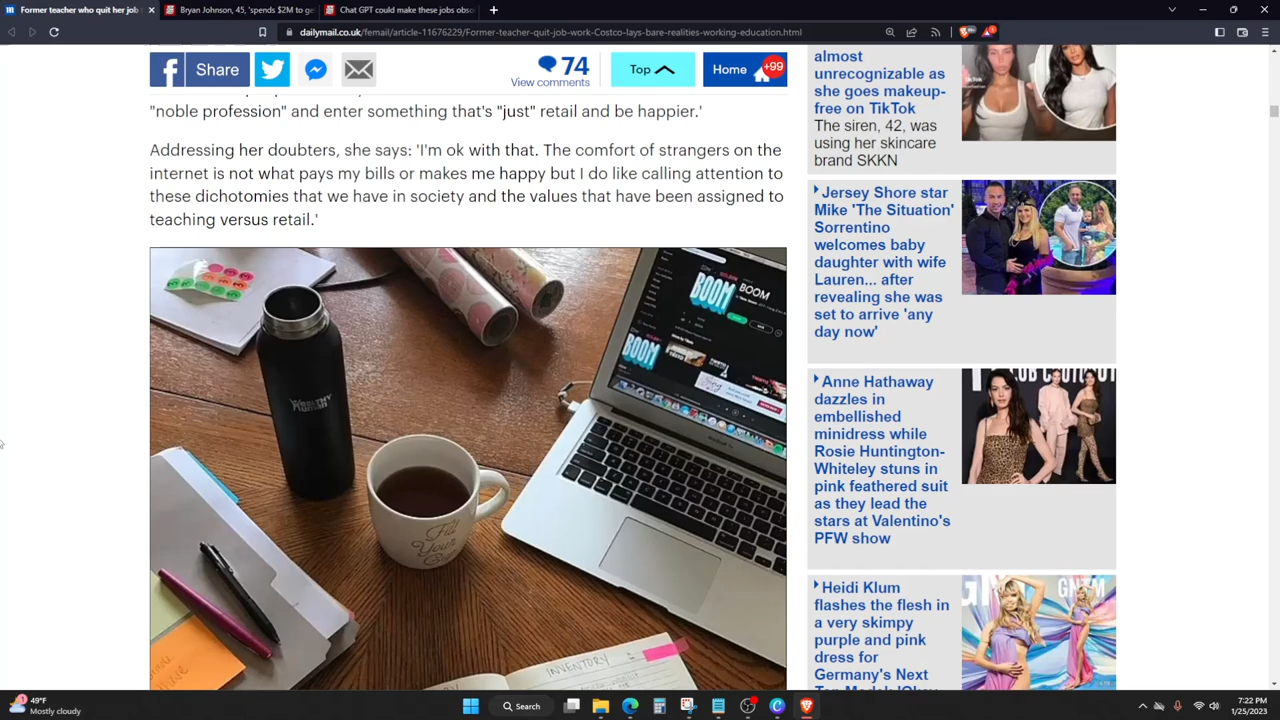 Former teacher who quit her job t
Bryan Johnson, 45, 'spends $2M to ge
Chat GPT could make these jobs obso
dailymail.co.uk/femail/article-11676229/Former-teacher-quit-job-work-Costco-lays-bare-realities-working-education.html
Share
74
View comments
Top
Home
+99
"noble profession" and enter something that's "just" retail and be happier.'
Addressing her doubters, she says: 'I'm ok with that. The comfort of strangers on the
internet is not what pays my bills or makes me happy but I do like calling attention to
these dichotomies that we have in society and the values that have been assigned to
teaching versus retail.'
BOOM
BOOM
BOOM
WEALTHY
Human
Fill
Your
INVENTORY
almost
unrecognizable as
she goes makeup-
free on TikTok
The siren, 42, was
using her skincare
brand SKKN
Jersey Shore star
Mike 'The Situation'
Sorrentino
welcomes baby
daughter with wife
Lauren... after
revealing she was
set to arrive 'any
day now'
Anne Hathaway
dazzles in
embellished
minidress while
Rosie Huntington-
Whiteley stuns in
pink feathered suit
as they lead the
stars at Valentino's
PFW show
Heidi Klum
flashes the flesh in
a very skimpy
purple and pink
dress for
Germany's Next
49°F
Mostly cloudy
Search
7:22 PM
1/25/2023